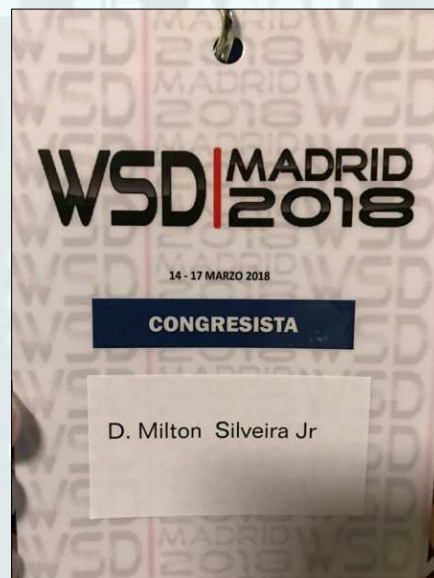 WSD MADRID
2018
14 - 17 MARZO 2018
CONGRESISTA
D. Milton Silveira Jr